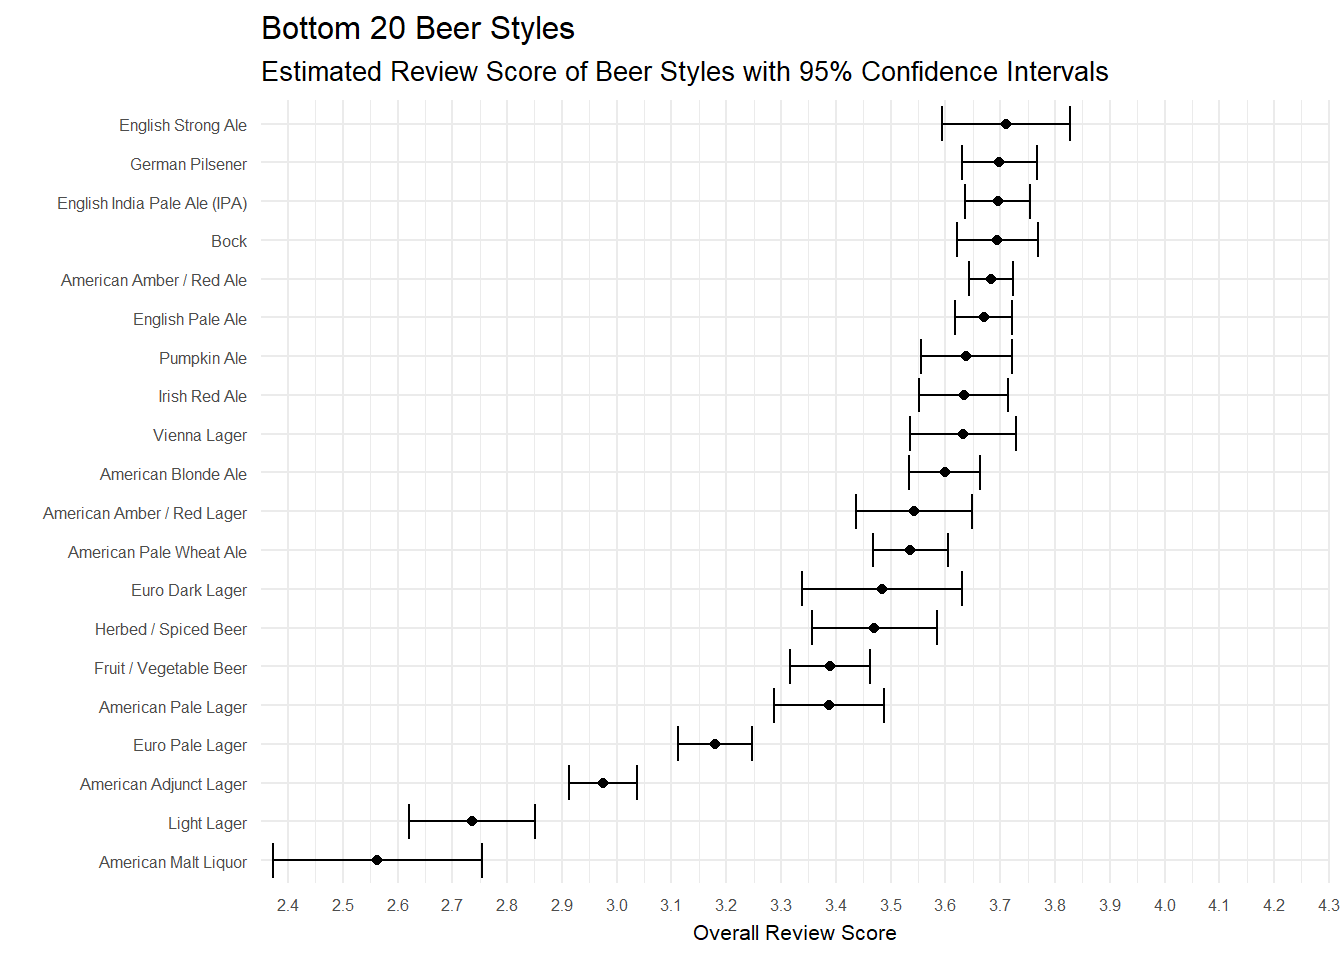 Bottom 20 Beer Styles
Estimated Review Score of Beer Styles with 95% Confidence Intervals
English Strong Ale
German Pilsener
English India Pale Ale (IPA)
Bock
American Amber / Red Ale
English Pale Ale
Pumpkin Ale
Irish Red Ale
Vienna Lager
American Blonde Ale
American Amber / Red Lager
American Pale Wheat Ale
Euro Dark Lager
Herbed / Spiced Beer
Fruit / Vegetable Beer
American Pale Lager
Euro Pale Lager
American Adjunct Lager
Light Lager
American Malt Liquor
2.4 2.5 2.6 2.7 2.8 2.9 3.0 3.1 3.2 3.3 3.4 3.5 3.6 3.7 3.8 3.9 4.0 4.1 4.2 4.3
Overall Review Score